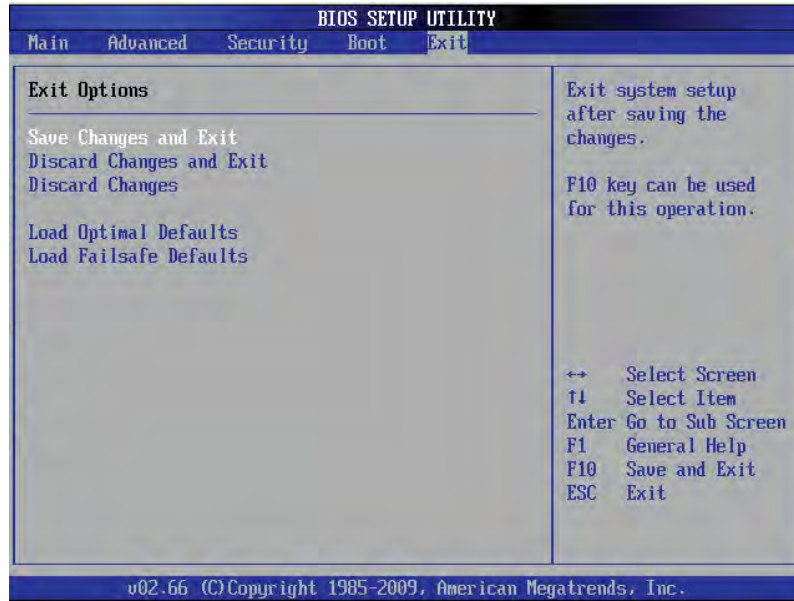 BIOS SETUP UTILITY
Main Advanced Security Boot Exit
Exit Options
Save Changes and Exit
Discard Changes and Exit
Discard Changes
Load Optimal Defaults
Load Failsafe Defaults
Exit system setup
after saving the
changes.
F10 key can be used
for this operation.
↔ Select Screen
↑↓ Select Item
Enter Go to Sub Screen
F1 General Help
F10 Save and Exit
ESC Exit
v02.66 (C)Copyright 1985-2009, American Megatrends, Inc.